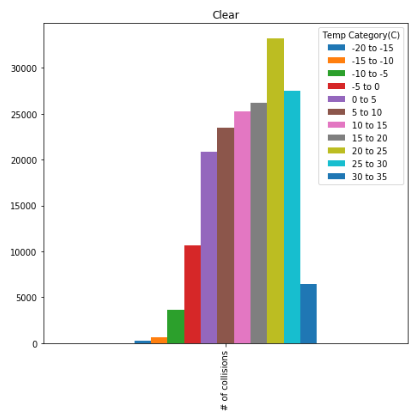 Clear
Temp Category(C)
-20 to -15
-15 to -10
-10 to -5
-5 to 0
0 to 5
5 to 10
10 to 15
15 to 20
20 to 25
25 to 30
30 to 35
30000
25000
20000
15000
10000
5000
0
# of collisions